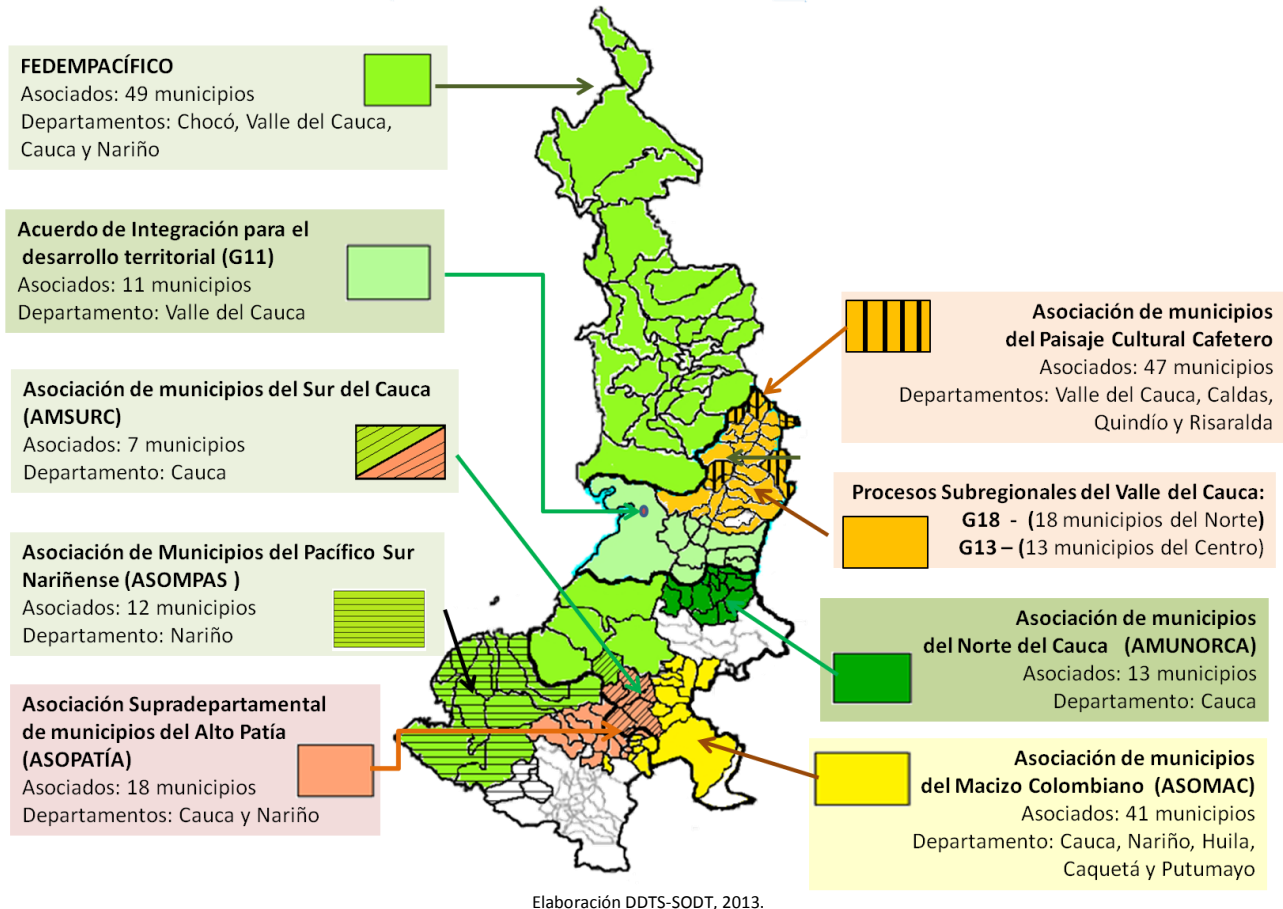 FEDEMPACÍFICO
Asociados: 49 municipios
Departamentos: Chocó, Valle del Cauca,
Cauca y Nariño
Acuerdo de Integración para el
desarrollo territorial (G11)
Asociados: 11 municipios
Departamento: Valle del Cauca
Asociación de municipios del Sur del Cauca
(AMSURC)
Asociados: 7 municipios
Departamento: Cauca
Asociación de Municipios del Pacífico Sur
Nariñense (ASOMPAS )
Asociados: 12 municipios
Departamento: Nariño
Asociación Supradepartamental
de municipios del Alto Patía
(ASOPATÍA)
Asociados: 18 municipios
Departamentos: Cauca y Nariño
Asociación de municipios
del Paisaje Cultural Cafetero
Asociados: 47 municipios
Departamentos: Valle del Cauca, Caldas,
Quindío y Risaralda
Procesos Subregionales del Valle del Cauca:
G18 - (18 municipios del Norte)
G13 – (13 municipios del Centro)
Asociación de municipios
del Norte del Cauca (AMUNORCA)
Asociados: 13 municipios
Departamento: Cauca
Asociación de municipios
del Macizo Colombiano (ASOMAC)
Asociados: 41 municipios
Departamento: Cauca, Nariño, Huila,
Caquetá y Putumayo
Elaboración DDTS-SODT, 2013.